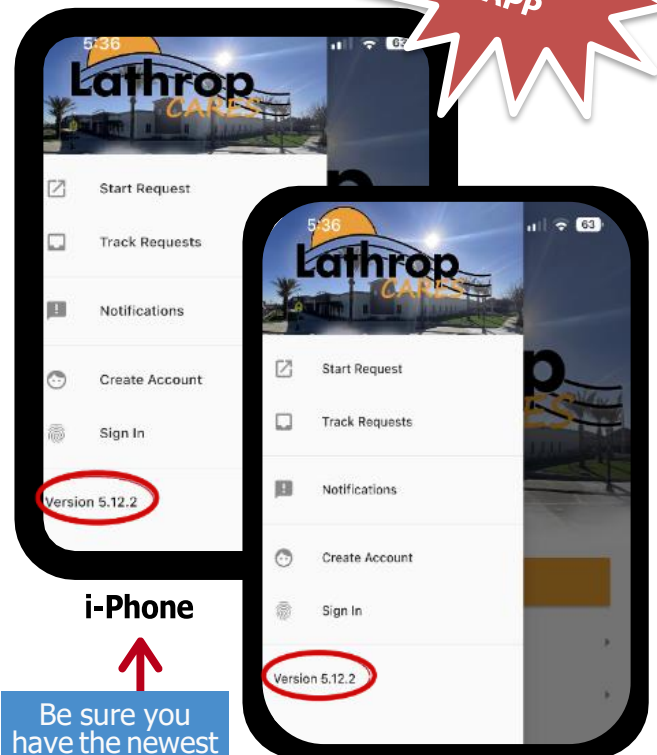 APP
5:36
Lathrop
CARES
Start Request
Track Requests
Notifications
Create Account
Sign In
Version 5.12.2
5:36
63
Lathrop
CARES
Start Request
Track Requests
Notifications
Create Account
Sign In
Version 5.12.2
i-Phone
Be sure you
have the newest